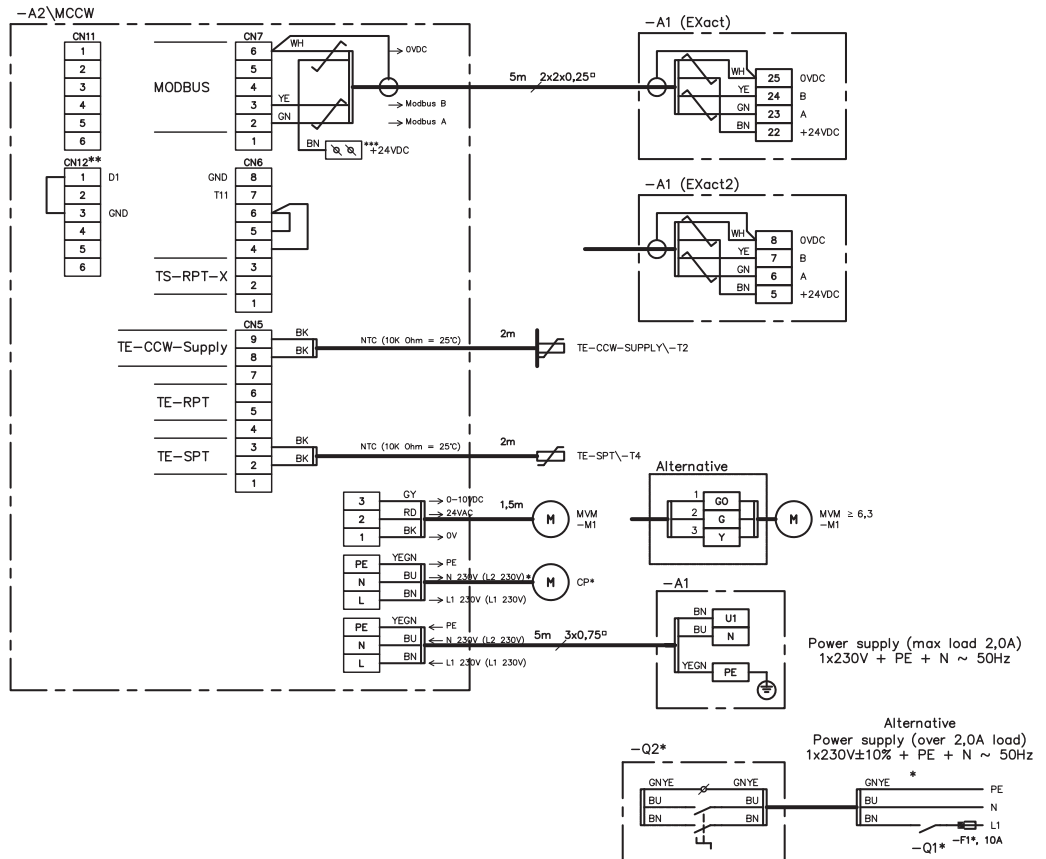 -A2\MCCW
CN11
1
2
3
4
5
6
CN12**
1 D1
2
3 GND
4
5
6
MODBUS
CN7
6 WH → 0VDC
5
4
3 YE → Modbus B
2 GN → Modbus A
1
BN *** +24VDC
5m 2x2x0,25¤
CN6
GND 8
T11 7
6
5
4
TS-RPT-X 3
2
1
CN5
TE-CCW-Supply
9 BK
8 BK
NTC (10K Ohm = 25°C) 2m TE-CCW-SUPPLY\-T2
7
TE-RPT
6
5
4
TE-SPT
3 BK
2 BK
NTC (10K Ohm = 25°C) 2m TE-SPT\-T4
1
3 GY → 0-10VDC
2 RD → 24VAC
1 BK → 0V
1,5m M MVM
-M1
PE YEGN → PE
N BU → N 230V (L2 230V)*
L BN → L1 230V (L1 230V)
M CP*
PE YEGN ← PE
N BU ← N 230V (L2 230V)
L BN ← L1 230V (L1 230V)
5m 3x0,75¤
-A1 (EXact)
WH 25 0VDC
YE 24 B
GN 23 A
BN 22 +24VDC
-A1 (EXact2)
WH 8 0VDC
YE 7 B
GN 6 A
BN 5 +24VDC
Alternative
1 GO
2 G
3 Y
M MVM ≥ 6,3
-M1
-A1
BN U1
BU N
YEGN PE
Power supply (max load 2,0A)
1x230V + PE + N ~ 50Hz
Alternative
Power supply (over 2,0A load)
1x230V±10% + PE + N ~ 50Hz
-Q2*
GNYE GNYE
BU BU
BN BN
*
GNYE PE
BU N
BN L1
-Q1* -F1*, 10A